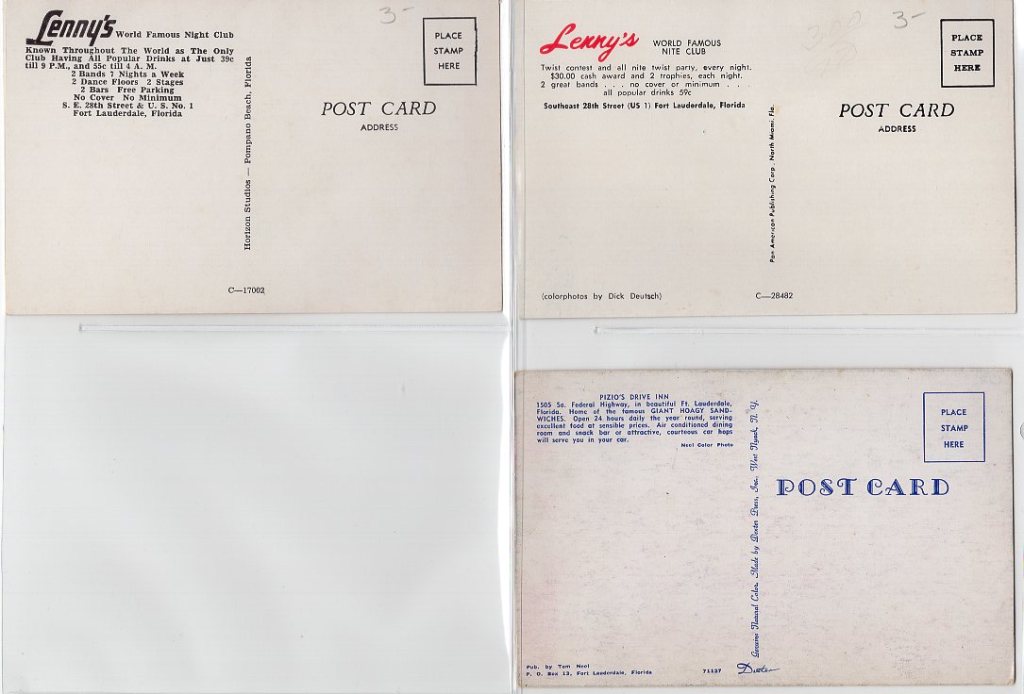 Lenny's World Famous Night Club
Known Throughout The World as The Only
Club Having All Popular Drinks at Just 39c
till 9 P.M., and 55c till 4 A. M.
2 Bands 7 Nights a Week
2 Dance Floors 2 Stages
2 Bars Free Parking
No Cover No Minimum
S. E. 28th Street & U. S. No. 1
Fort Lauderdale, Florida
Horizon Studios — Pompano Beach, Florida
C—17002
3-
PLACE
STAMP
HERE
POST CARD
ADDRESS
Lenny's WORLD FAMOUS
NITE CLUB
Twist contest and all nite twist party, every night.
$30.00 cash award and 2 trophies, each night.
2 great bands . . . no cover or minimum . . .
all popular drinks 59c
Southeast 28th Street (US 1) Fort Lauderdale, Florida
Pan American Publishing Corp., North Miami, Fla.
(colorphotos by Dick Deutsch)
C—28482
3-
PLACE
STAMP
HERE
POST CARD
ADDRESS
PIZIO'S DRIVE INN
1505 So. Federal Highway, in beautiful Ft. Lauderdale,
Florida. Home of the famous GIANT HOAGY SAND-
WICHES. Open 24 hours daily the year round, serving
excellent food at sensible prices. Air conditioned dining
room and snack bar or attractive, courteous car hops
will serve you in your car.
Neel Color Photo
Genuine Natural Color Made by Dexter Press, Inc. West Nyack, N. Y.
PLACE
STAMP
HERE
POST CARD
Pub. by Tom Neel
P. O. Box 13, Fort Lauderdale, Florida
71137
Dexter